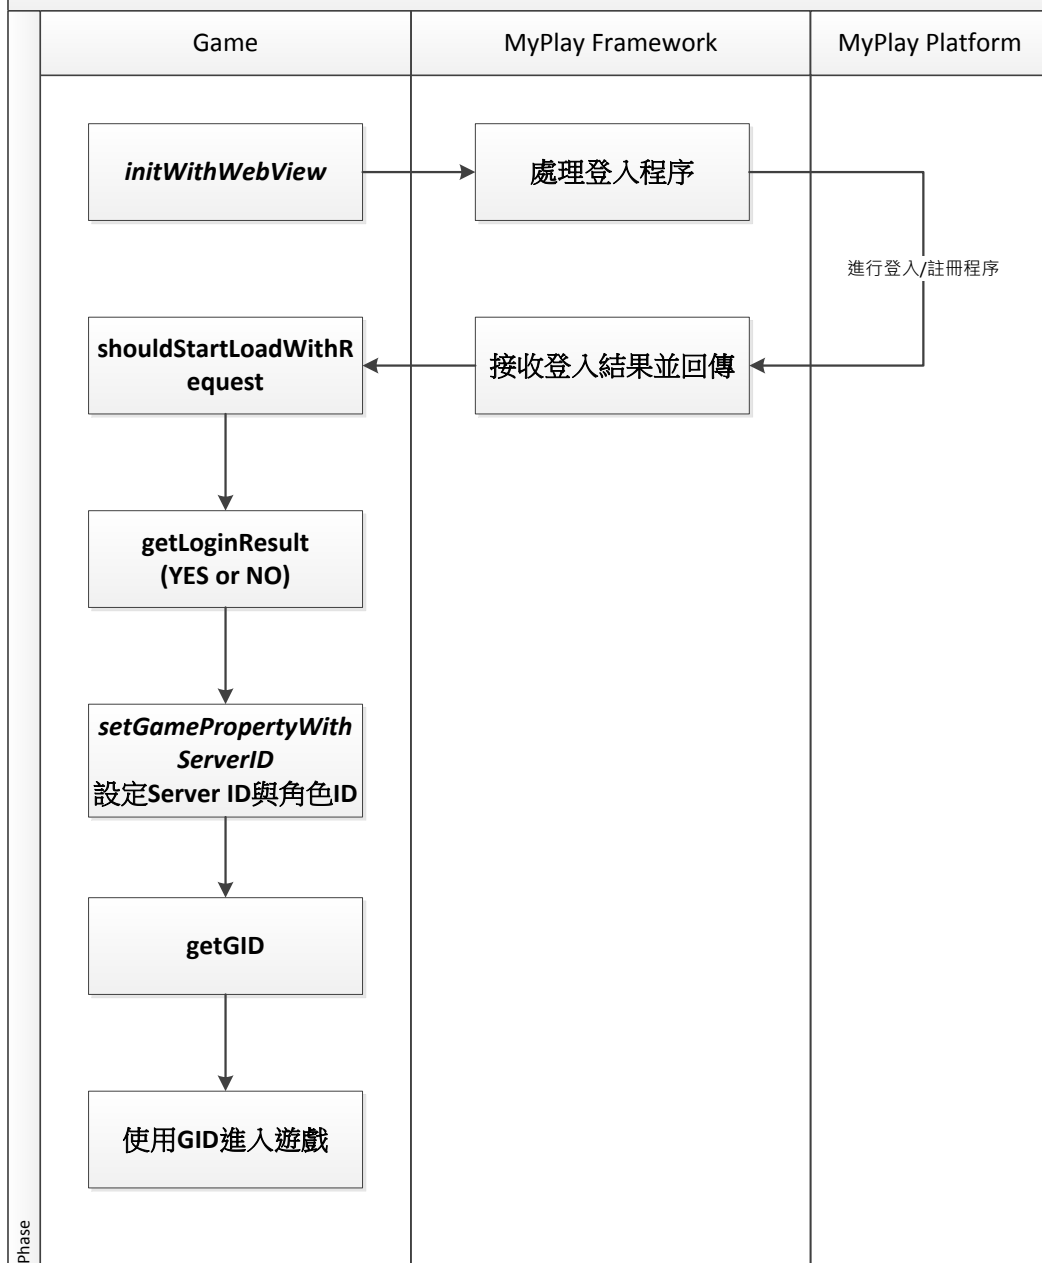 Game
MyPlay Framework
MyPlay Platform
initWithWebView
處理登入程序
進行登入/註冊程序
shouldStartLoadWithR
equest
接收登入結果並回傳
getLoginResult
(YES or NO)
setGamePropertyWith
ServerID
設定Server ID與角色ID
getGID
使用GID進入遊戲
Phase